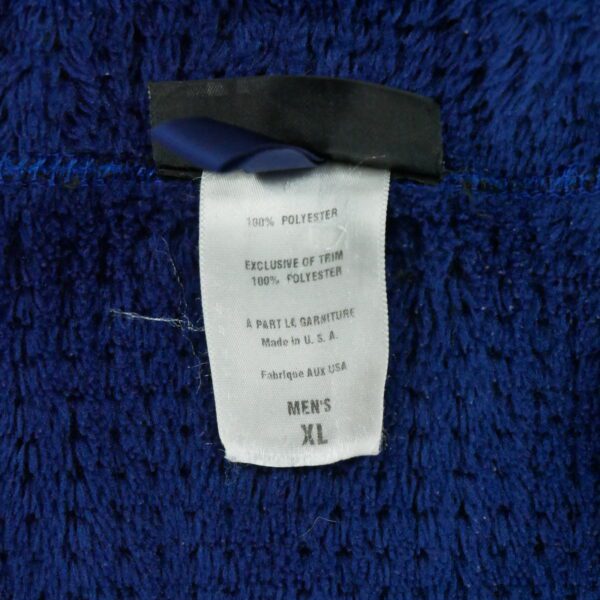 100% POLYESTER
EXCLUSIVE OF TRIM
100% POLYESTER
À PART LE GARNITURE
Made in U. S. A.
Fabrique AUX USA
MEN'S
XL